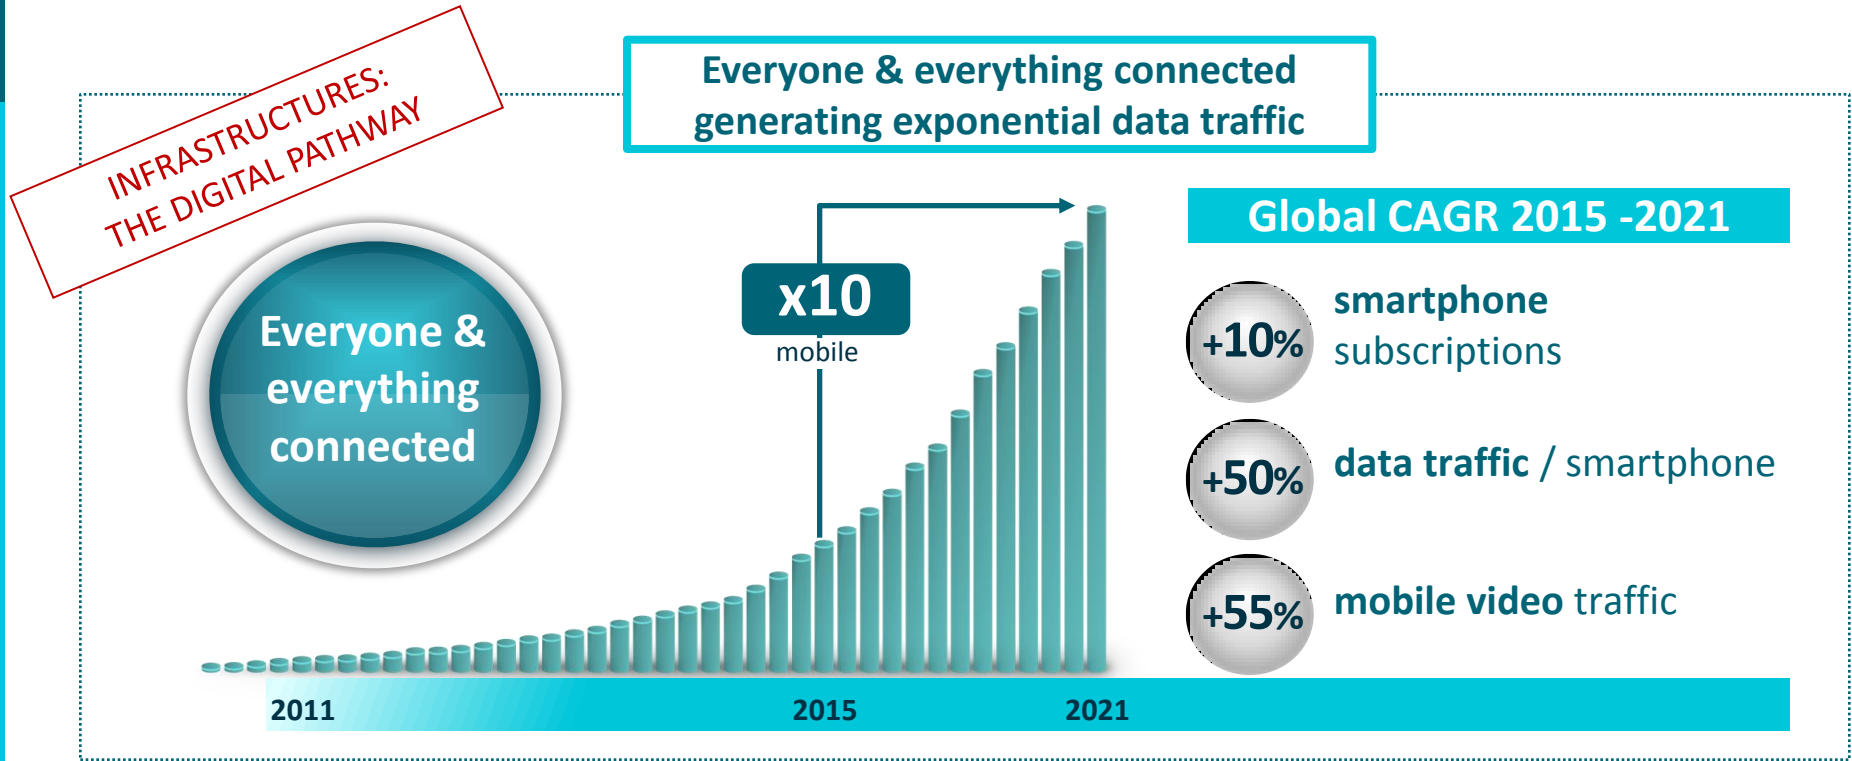 INFRASTRUCTURES:
THE DIGITAL PATHWAY
Everyone & everything connected
generating exponential data traffic
Everyone &
everything
connected
x10
mobile
2011
2015
2021
Global CAGR 2015 -2021
+10%
smartphone
subscriptions
+50%
data traffic / smartphone
+55%
mobile video traffic